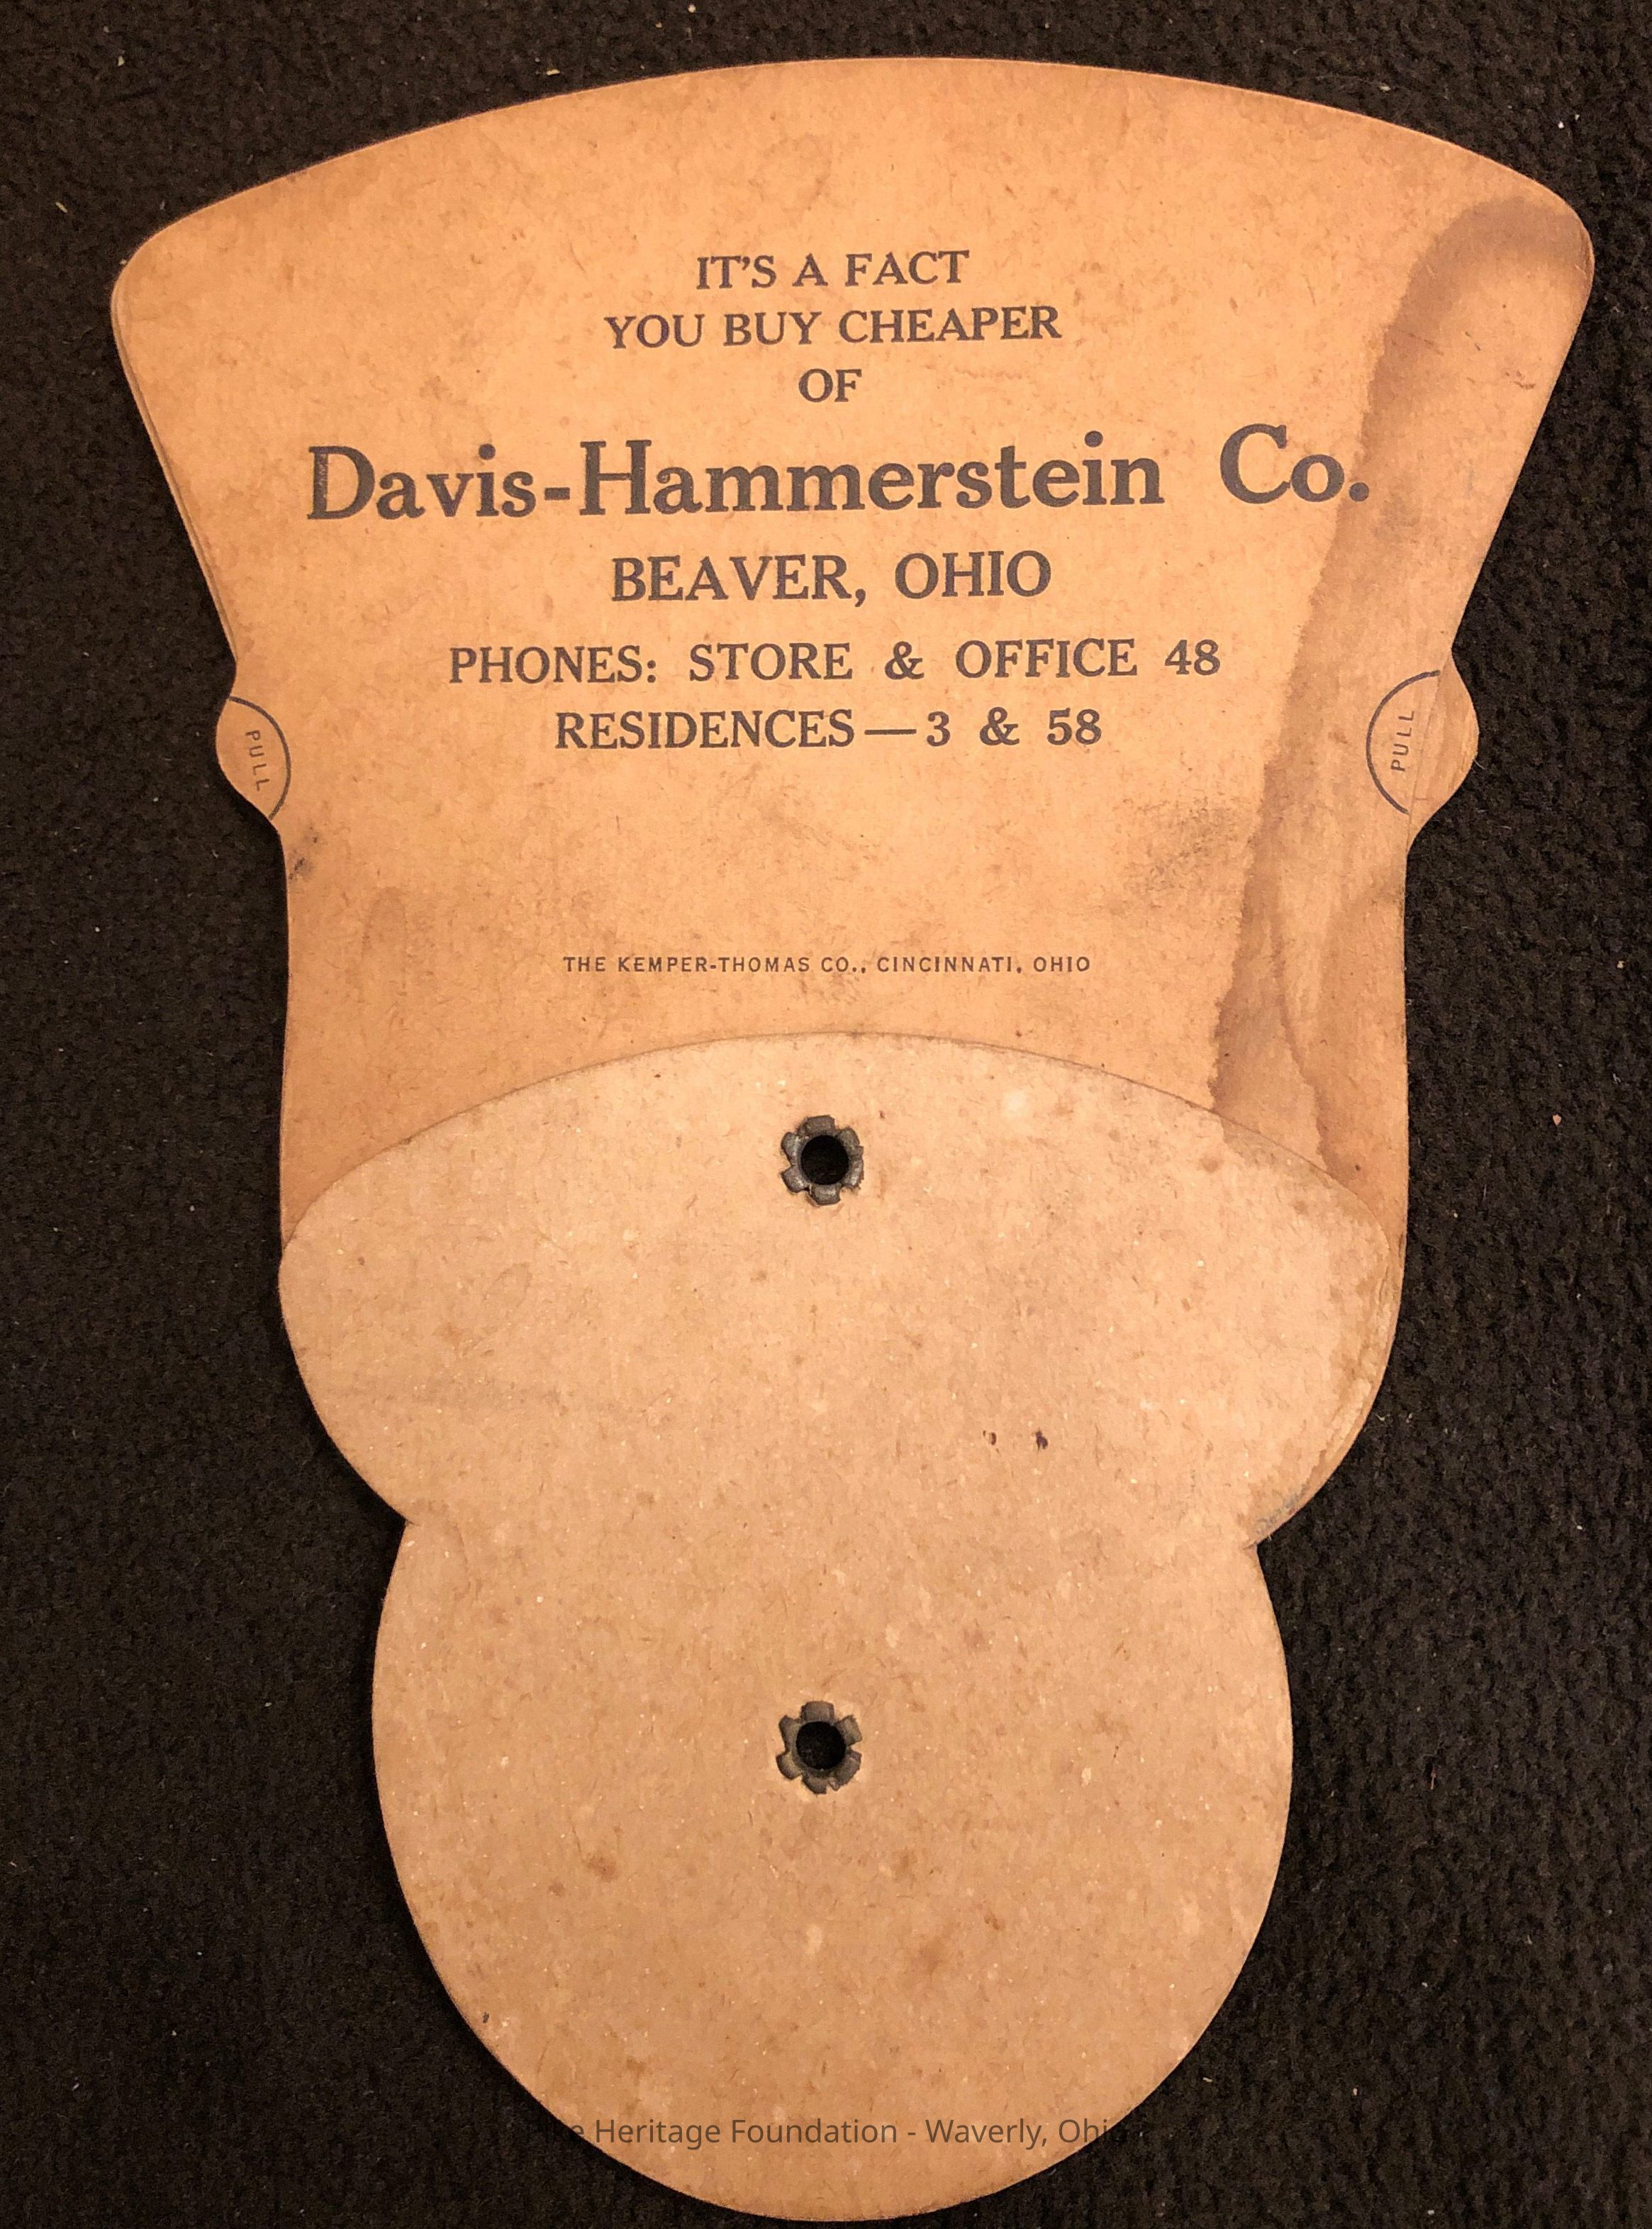 IT'S A FACT
YOU BUY CHEAPER
OF
Davis-Hammerstein Co.
BEAVER, OHIO
PHONES: STORE & OFFICE 48
RESIDENCES—3 & 58
PULL
PULL
THE KEMPER-THOMAS CO., CINCINNATI, OHIO
Pike Heritage Foundation - Waverly, Ohio